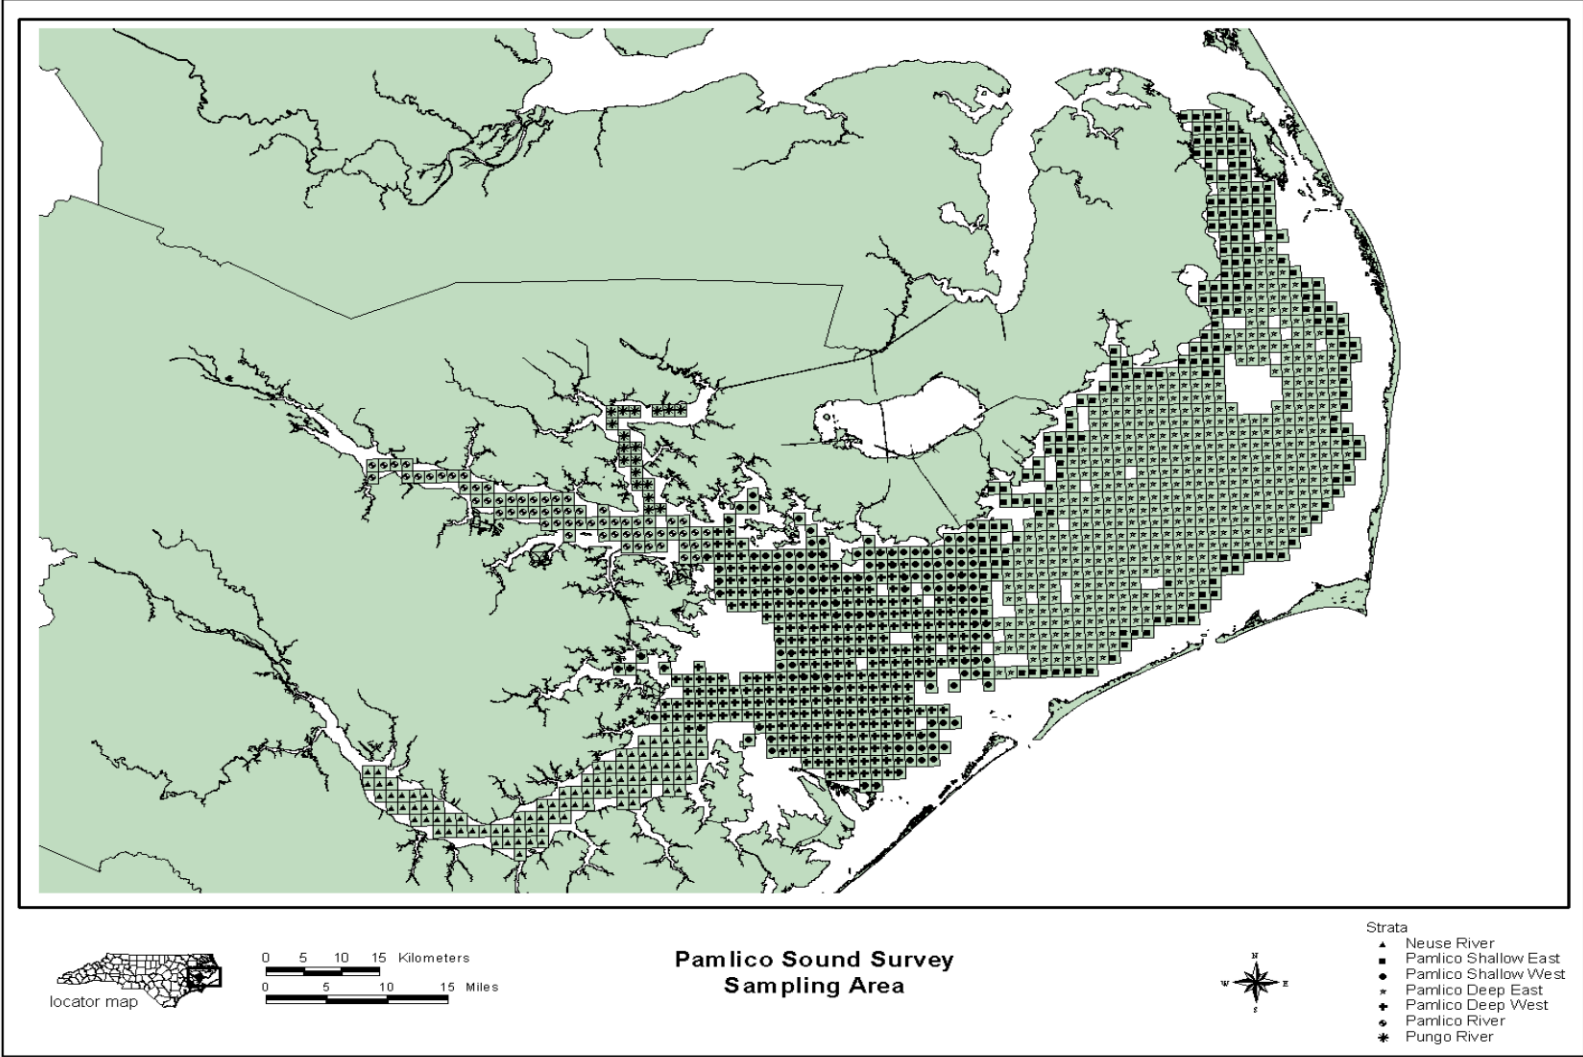 locator map
0 5 10 15 Kilometers
0 5 10 15 Miles
Pamlico Sound Survey
Sampling Area
N
W E
S
Strata
Neuse River
Pamlico Shallow East
Pamlico Shallow West
Pamlico Deep East
Pamlico Deep West
Pamlico River
Pungo River